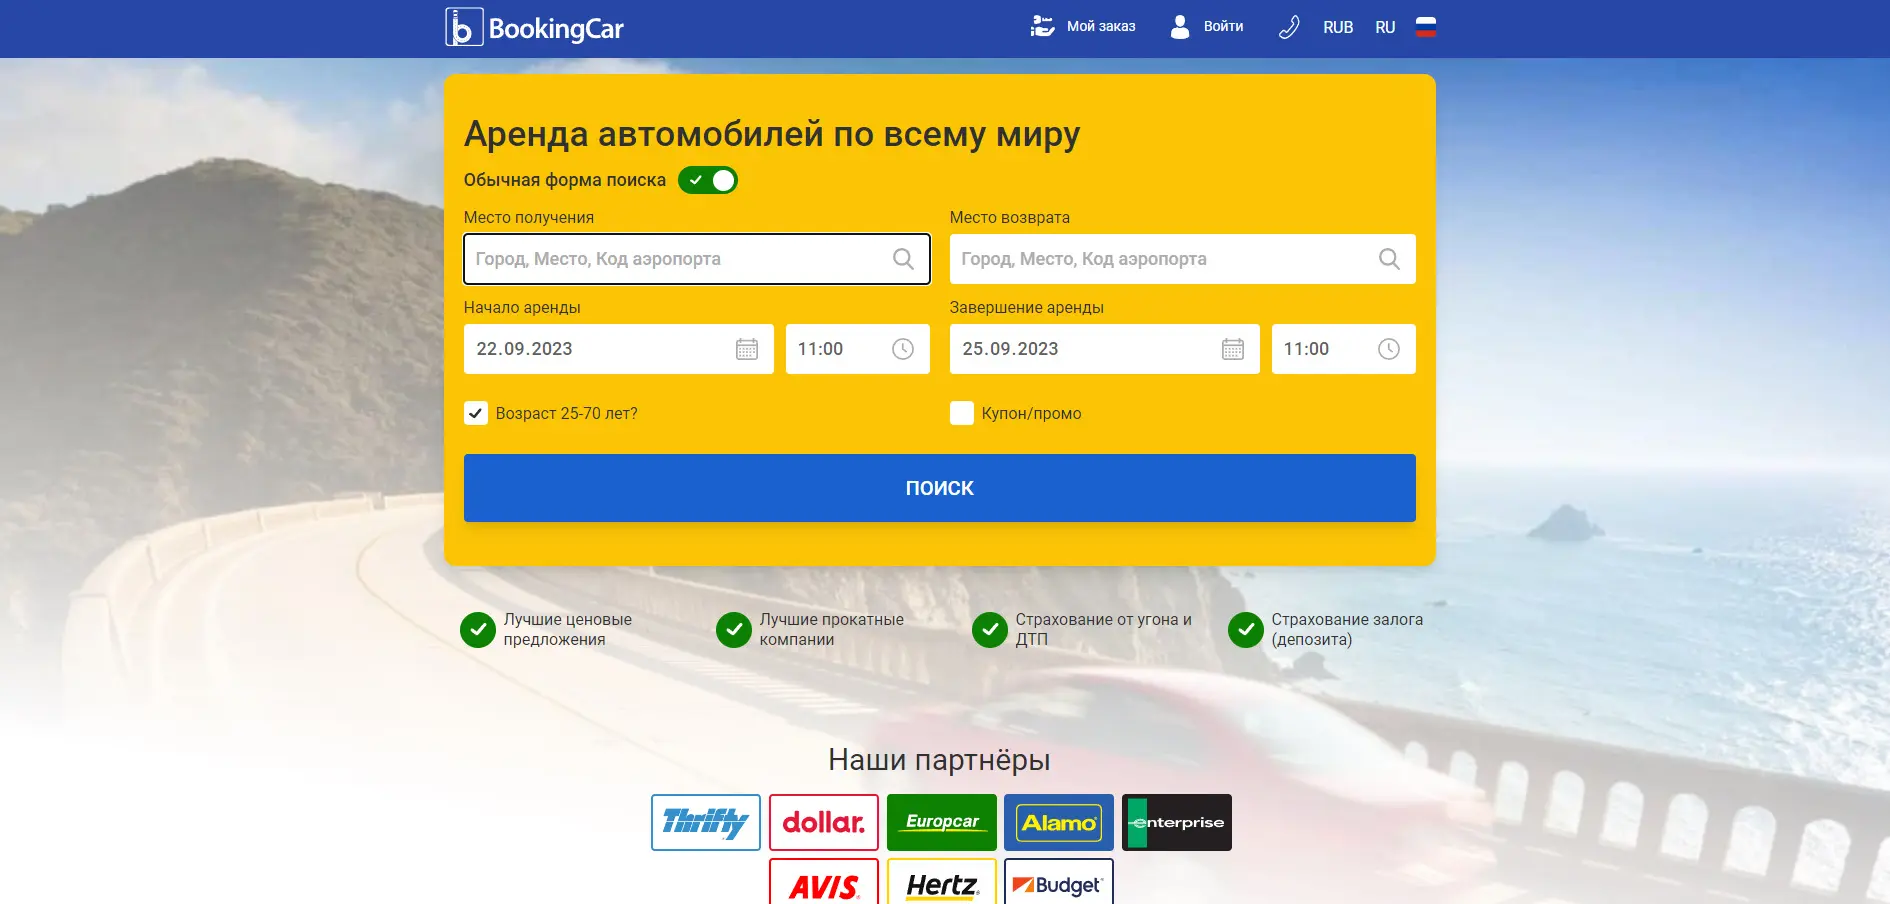 BookingCar
Мой заказ
Войти
RUB
RU
Аренда автомобилей по всему миру
Обычная форма поиска
Место получения
Место возврата
Город, Место, Код аэропорта
Город, Место, Код аэропорта
Начало аренды
Завершение аренды
22.09.2023
11:00
25.09.2023
11:00
Возраст 25-70 лет?
Купон/промо
ПОИСК
Лучшие ценовые
предложения
Лучшие прокатные
компании
Страхование от угона и
ДТП
Страхование залога
(депозита)
Наши партнёры
Thrifty
dollar.
Europcar
Alamo
enterprise
AVIS
Hertz
Budget